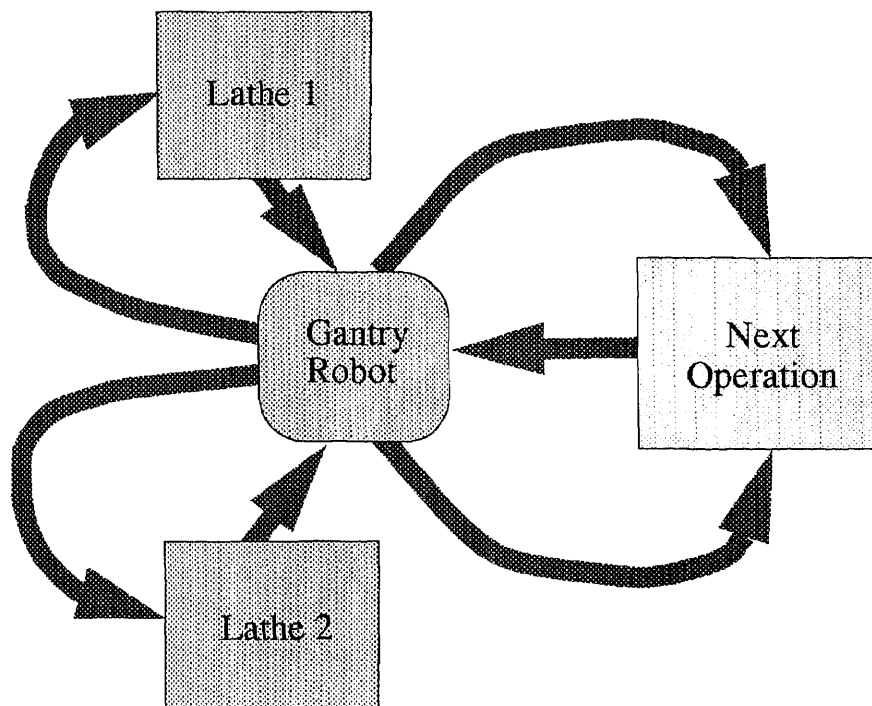 Lathe 1
Gantry
Robot
Next
Operation
Lathe 2